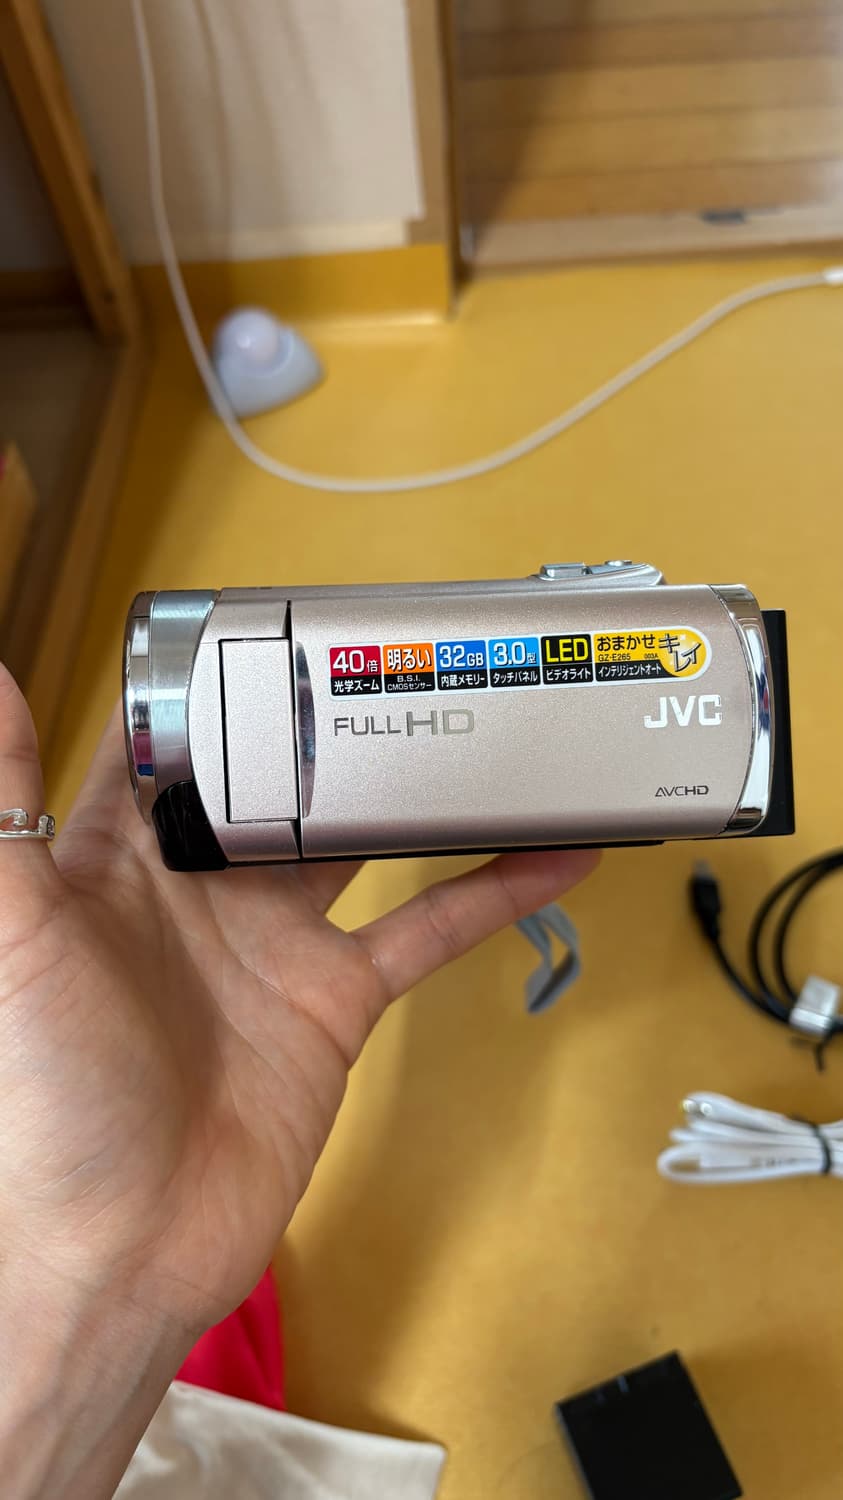 40倍
光学ズーム
明るい
B.S.I.
CMOSセンサー
32GB
内蔵メモリー
3.0型
タッチパネル
LED
ビデオライト
おまかせ
GZ-E265 003A
インテリジェントオート
キレイ
FULL HD
JVC
AVCHD